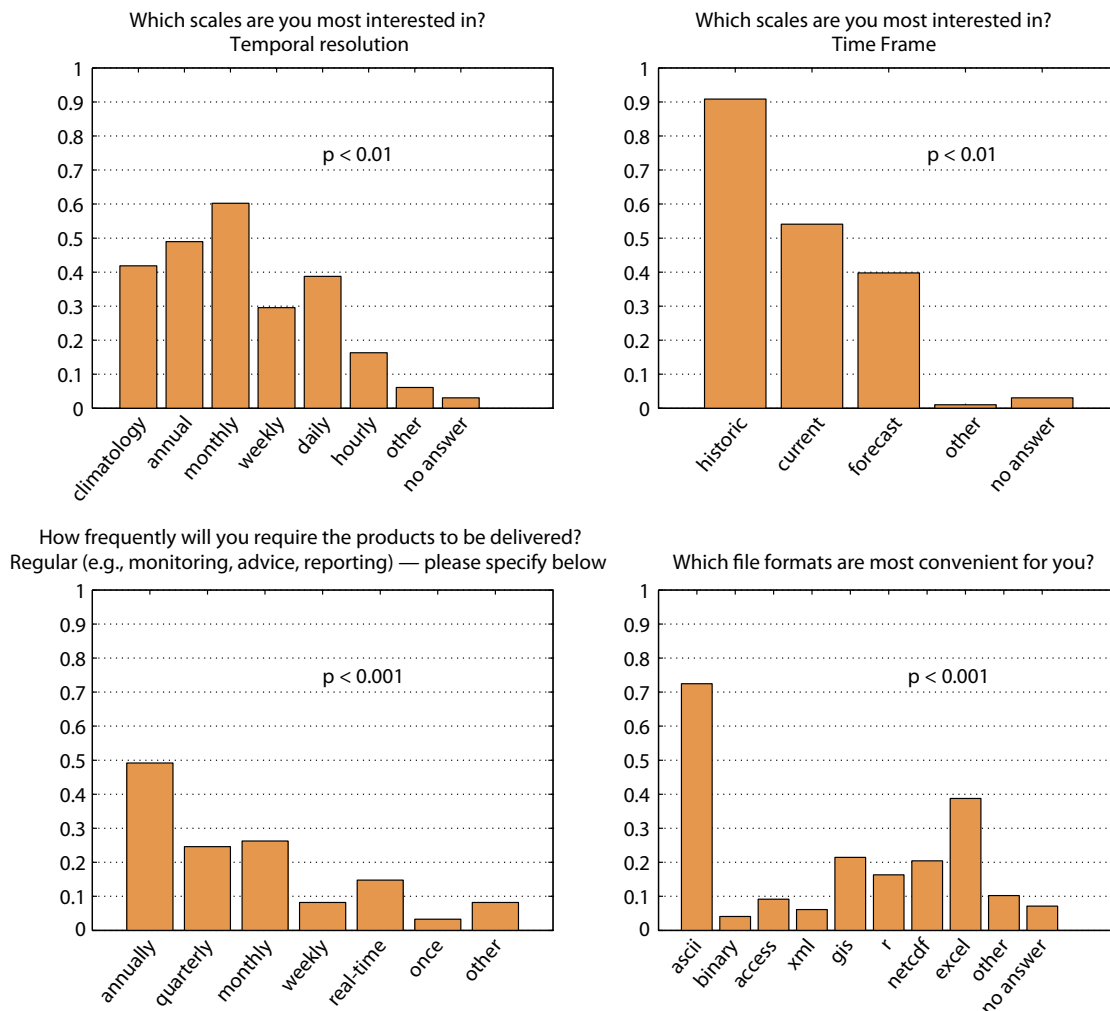 Which scales are you most interested in?
Temporal resolution
1
0.9
0.8
0.7
0.6
0.5
0.4
0.3
0.2
0.1
0
p < 0.01
climatology
annual
monthly
weekly
daily
hourly
other
no answer
Which scales are you most interested in?
Time Frame
1
0.9
0.8
0.7
0.6
0.5
0.4
0.3
0.2
0.1
0
p < 0.01
historic
current
forecast
other
no answer
How frequently will you require the products to be delivered?
Regular (e.g., monitoring, advice, reporting) — please specify below
1
0.9
0.8
0.7
0.6
0.5
0.4
0.3
0.2
0.1
0
p < 0.001
annually
quarterly
monthly
weekly
real-time
once
other
Which file formats are most convenient for you?
1
0.9
0.8
0.7
0.6
0.5
0.4
0.3
0.2
0.1
0
p < 0.001
ascii
binary
access
xml
gis
r
netcdf
excel
other
no answer